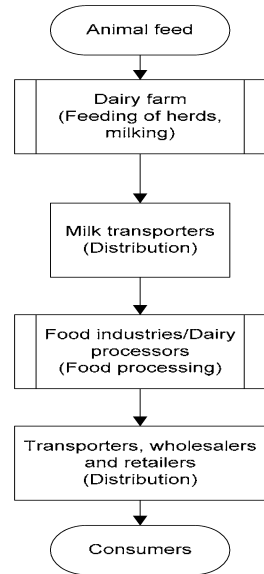 Animal feed
Dairy farm
(Feeding of herds,
milking)
Milk transporters
(Distribution)
Food industries/Dairy
processors
(Food processing)
Transporters, wholesalers
and retailers
(Distribution)
Consumers